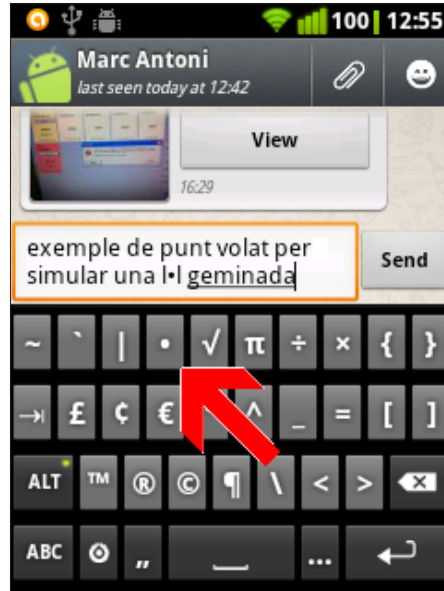 100 12:55
Marc Antoni
last seen today at 12:42
View
16:29
exemple de punt volat per
simular una l•l geminada
Send
~ ` | • √ π ÷ × { }
£ ¢ € ^ _ = [ ]
ALT ™ ® © ¶ \ < >
ABC „ ...